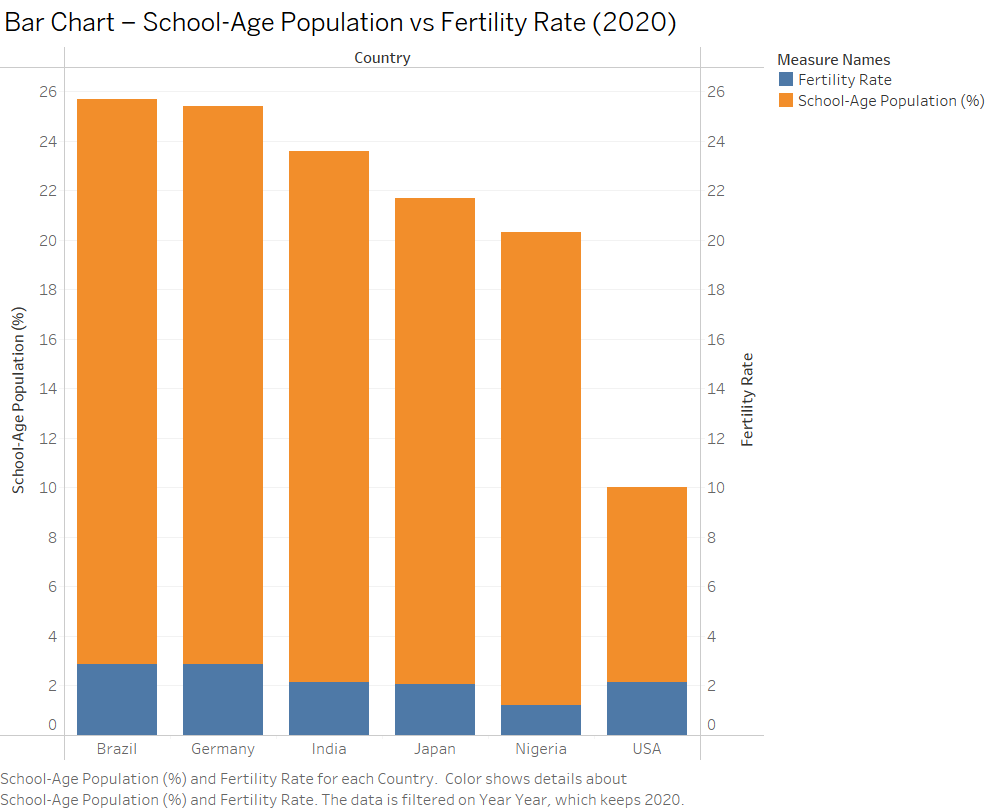 Bar Chart – School-Age Population vs Fertility Rate (2020)
Country
Measure Names
Fertility Rate
School-Age Population (%)
School-Age Population (%)
26
24
22
20
18
16
14
12
10
8
6
4
2
0
26
24
22
20
18
16
14
12
10
8
6
4
2
0
Fertility Rate
Brazil Germany India Japan Nigeria USA
School-Age Population (%) and Fertility Rate for each Country. Color shows details about
School-Age Population (%) and Fertility Rate. The data is filtered on Year Year, which keeps 2020.